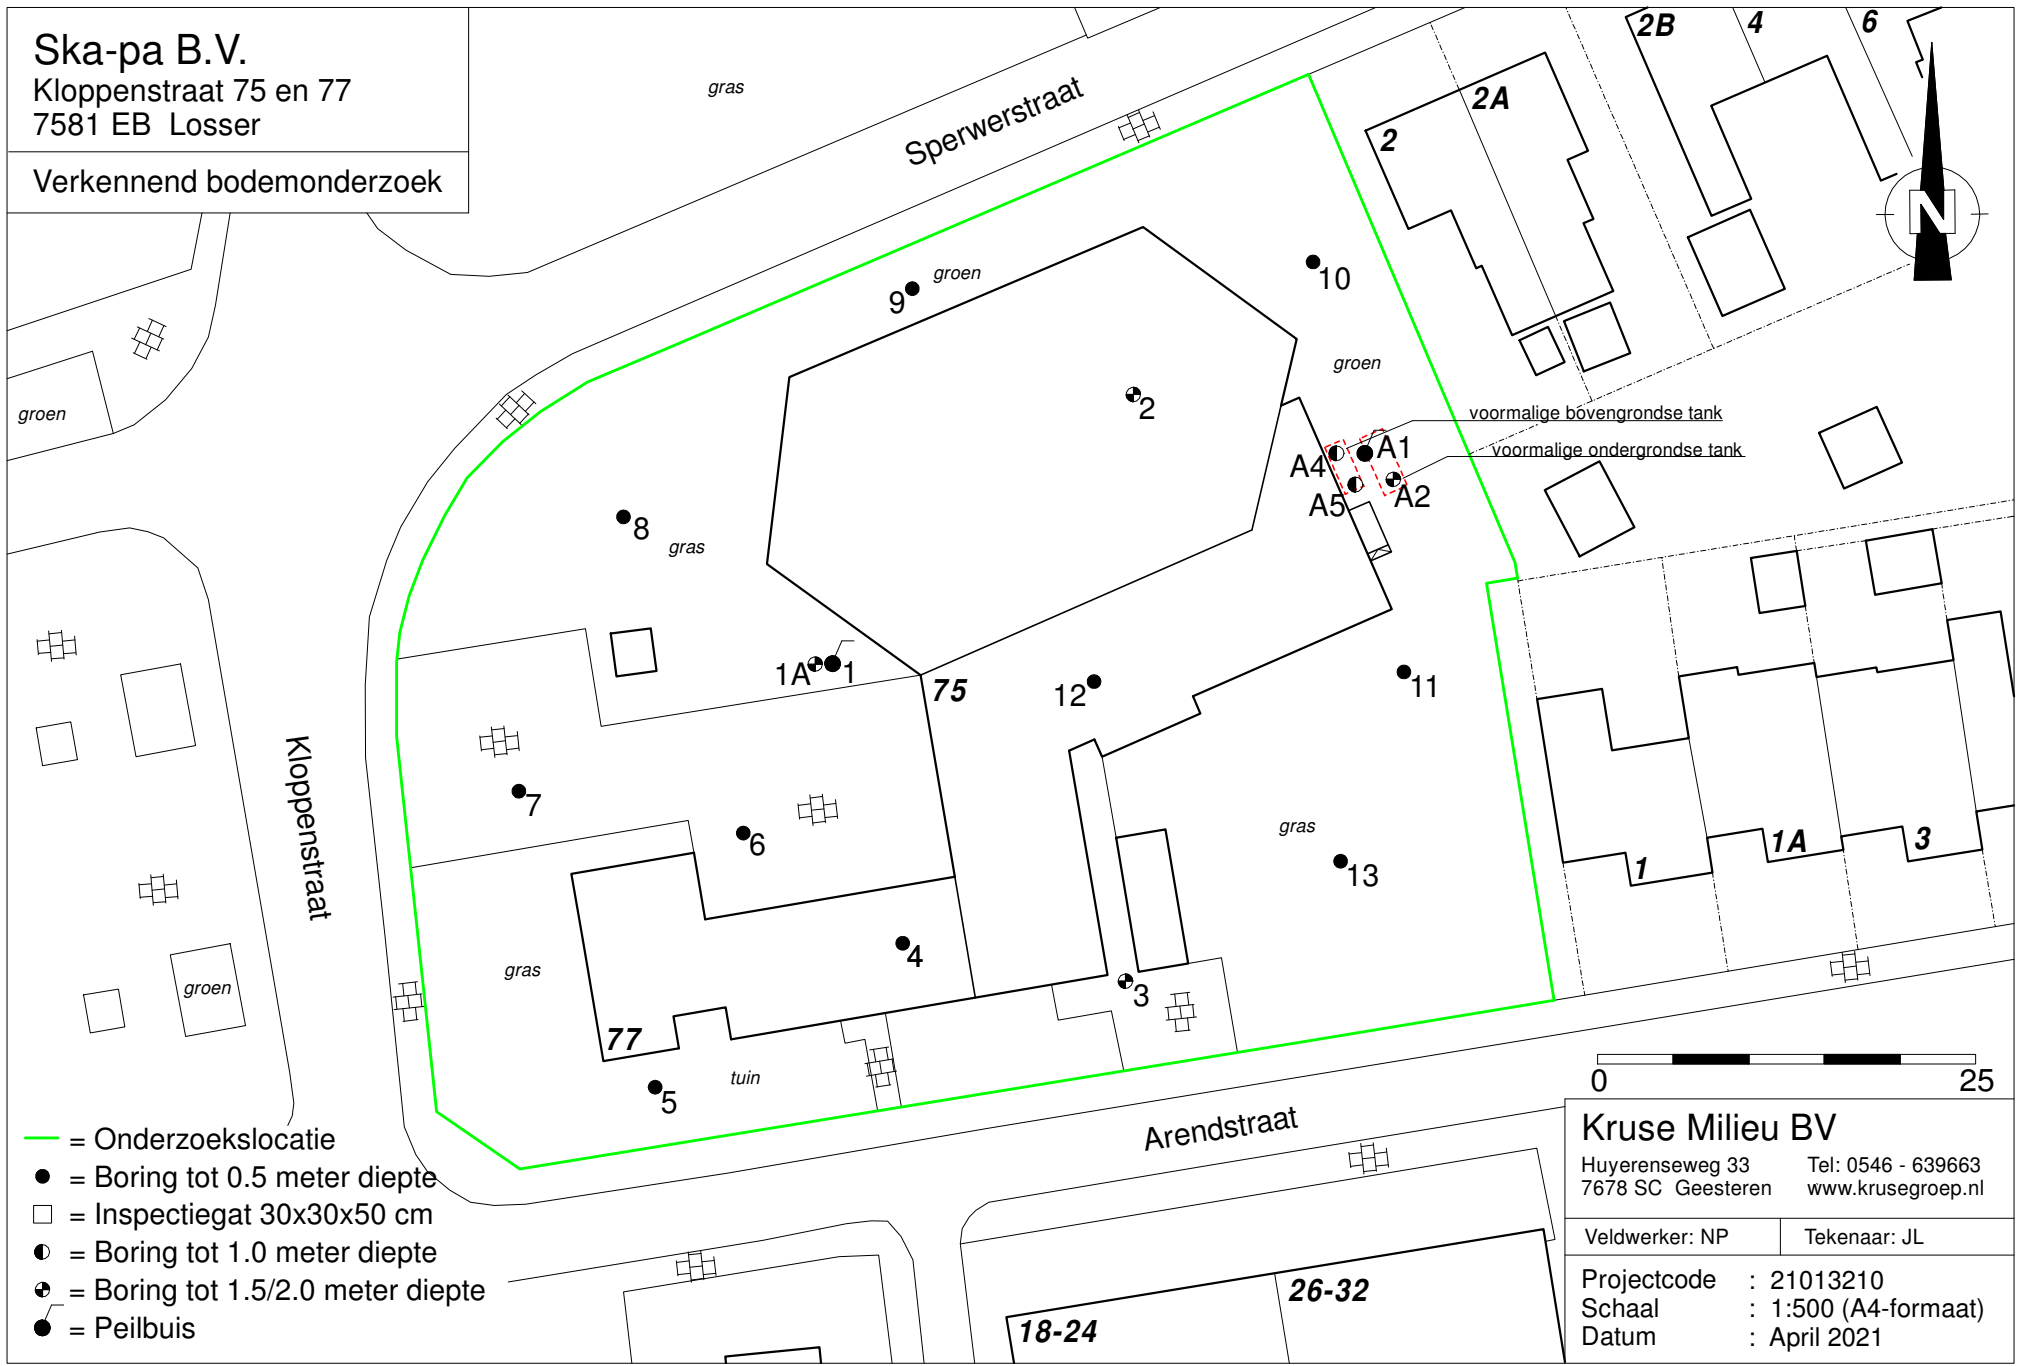 Ska-pa B.V.
Kloppenstraat 75 en 77
7581 EB Losser
Verkennend bodemonderzoek
gras
Sperwerstraat
2B
4
6
2A
2
N
groen
9
10
groen
groen
2
voormalige bovengrondse tank
A1
voormalige ondergrondse tank
A4
A2
A5
8
gras
1A
1
75
12
11
Kloppenstraat
7
6
gras
13
1
1A
3
4
gras
groen
3
77
tuin
5
0
25
Arendstraat
= Onderzoekslocatie
= Boring tot 0.5 meter diepte
= Inspectiegat 30x30x50 cm
= Boring tot 1.0 meter diepte
= Boring tot 1.5/2.0 meter diepte
= Peilbuis
18-24
26-32
Kruse Milieu BV
Huyerenseweg 33 Tel: 0546 - 639663
7678 SC Geesteren www.krusegroep.nl
Veldwerker: NP Tekenaar: JL
Projectcode : 21013210
Schaal : 1:500 (A4-formaat)
Datum : April 2021